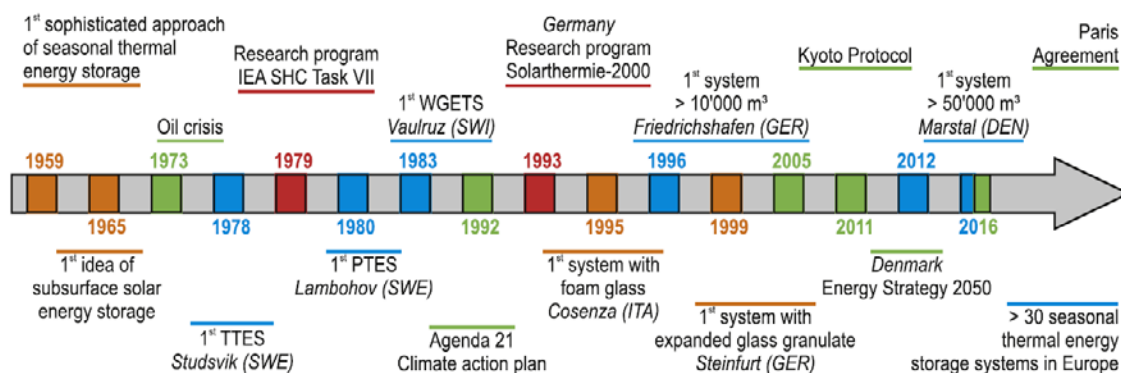 1st sophisticated approach
of seasonal thermal
energy storage
Research program
IEA SHC Task VII
Germany
Research program
Solarthermie-2000
Kyoto Protocol
Paris
Agreement
Oil crisis
1st WGETS
Vaulruz (SWI)
1st system
> 10'000 m³
Friedrichshafen (GER)
1st system
> 50'000 m³
Marstal (DEN)
1959
1973
1979
1983
1993
1996
2005
2012
1965
1978
1980
1992
1995
1999
2011
2016
1st idea of
subsurface solar
energy storage
1st TTES
Studsvik (SWE)
1st PTES
Lambohov (SWE)
Agenda 21
Climate action plan
1st system with
foam glass
Cosenza (ITA)
1st system with
expanded glass granulate
Steinfurt (GER)
Denmark
Energy Strategy 2050
> 30 seasonal
thermal energy
storage systems in Europe